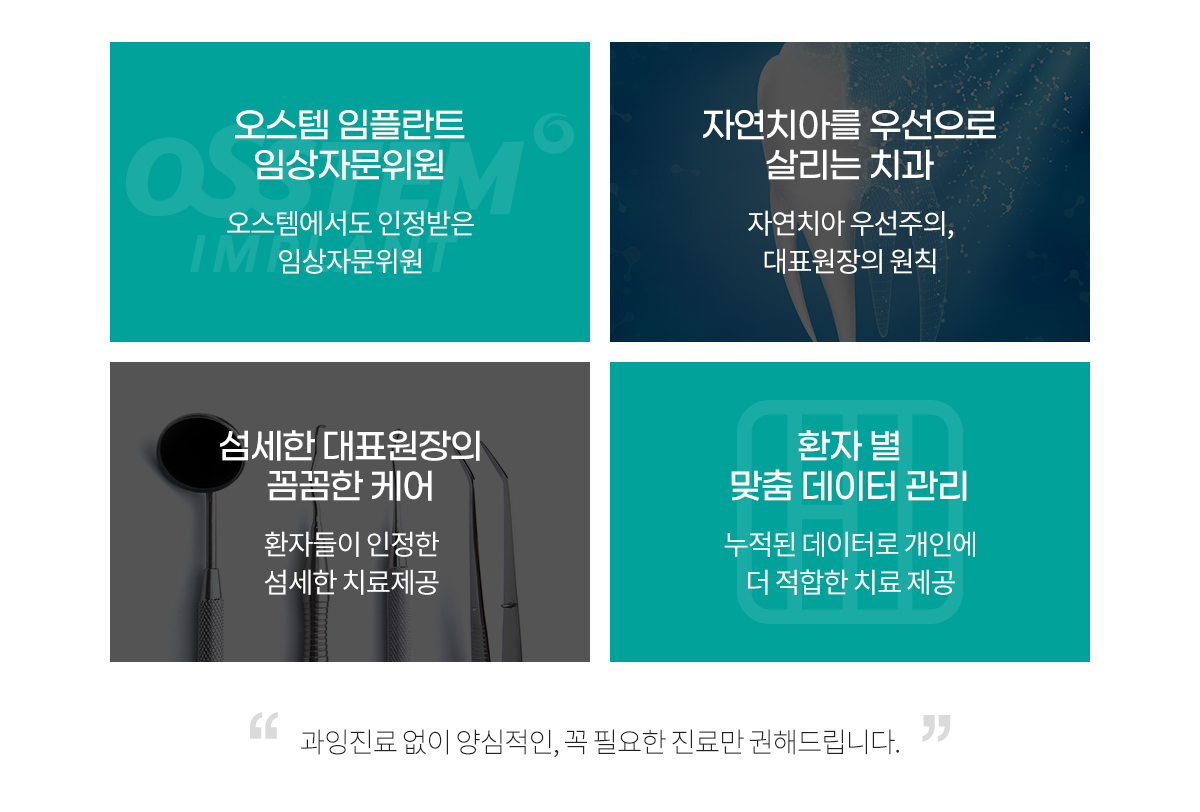 오스템 임플란트
임상자문위원
오스템에서도 인정받은
임상자문위원
OSSTEM
IMPLANT
자연치아를 우선으로
살리는 치과
자연치아 우선주의,
대표원장의 원칙
섬세한 대표원장의
꼼꼼한 케어
환자들이 인정한
섬세한 치료제공
환자 별
맞춤 데이터 관리
누적된 데이터로 개인에
더 적합한 치료 제공
“ 과잉진료 없이 양심적인, 꼭 필요한 진료만 권해드립니다. ”